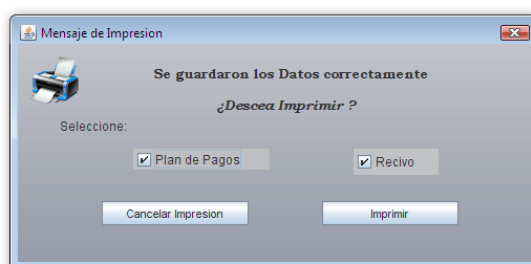 Mensaje de Impresion
Se guardaron los Datos correctamente
¿Descea Imprimir ?
Seleccione:
Plan de Pagos
Recivo
Cancelar Impresion
Imprimir